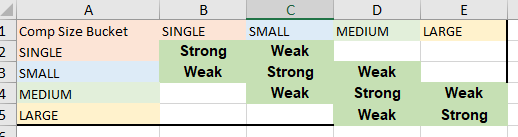 A B C D E
1 Comp Size Bucket SINGLE SMALL MEDIUM LARGE
2 SINGLE Strong Weak
3 SMALL Weak Strong Weak
4 MEDIUM Weak Strong Weak
5 LARGE Weak Strong